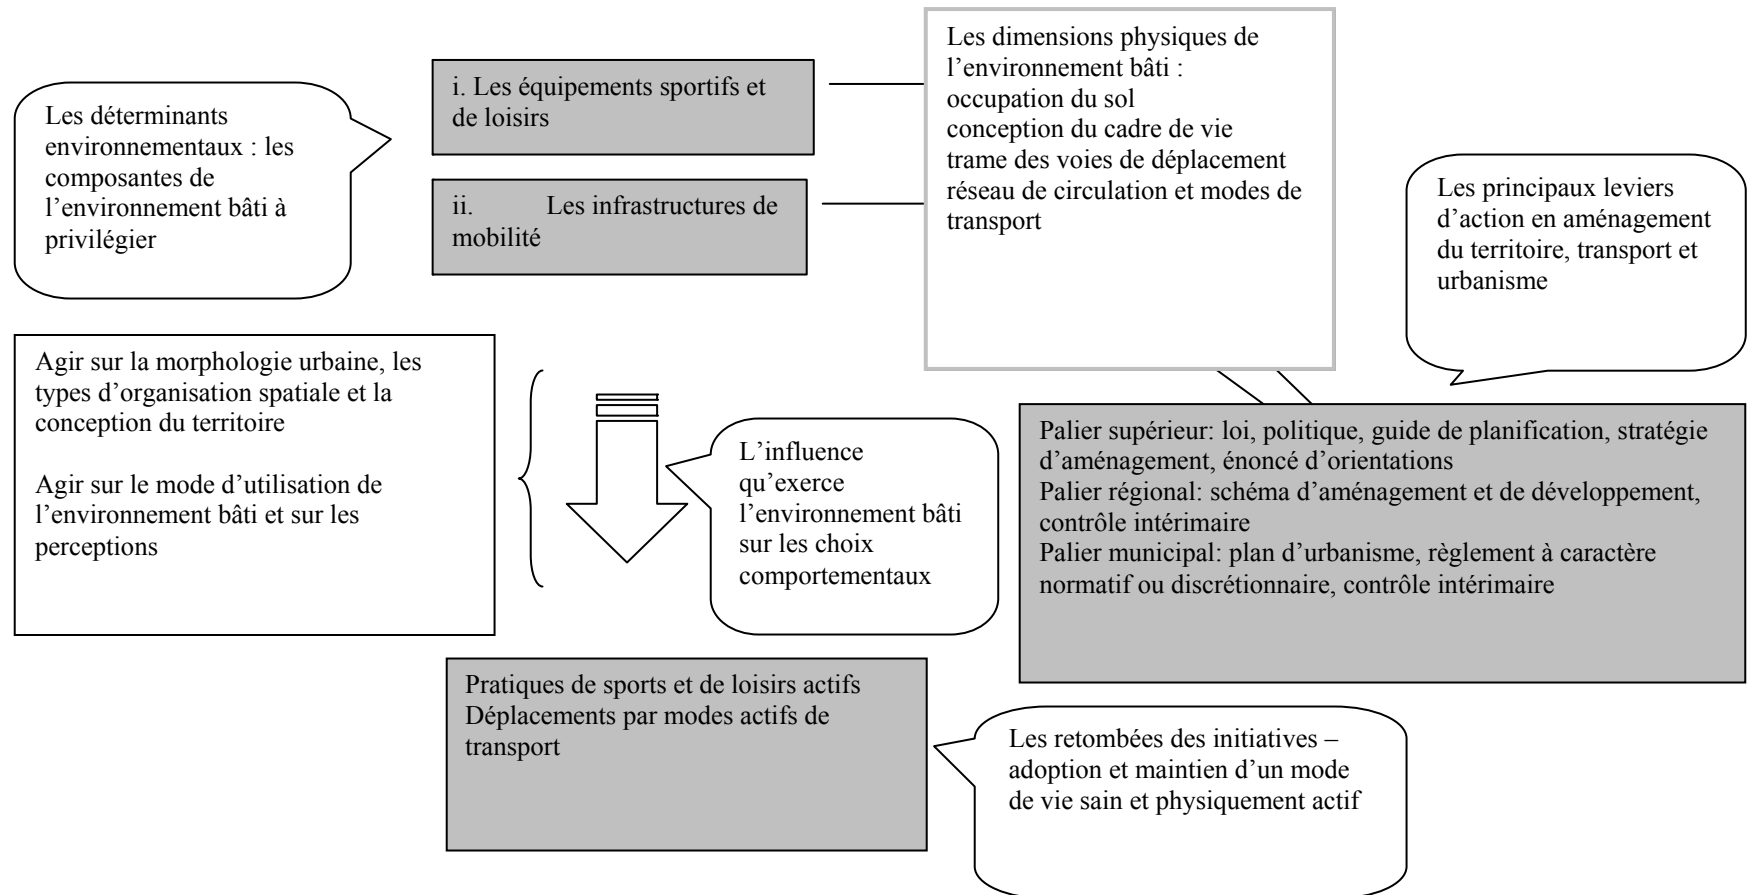 Les déterminants
environnementaux : les
composantes de
l’environnement bâti à
privilégier
i. Les équipements sportifs et
de loisirs
ii. Les infrastructures de
mobilité
Les dimensions physiques de
l’environnement bâti :
occupation du sol
conception du cadre de vie
trame des voies de déplacement
réseau de circulation et modes de
transport
Les principaux leviers
d’action en aménagement
du territoire, transport et
urbanisme
Agir sur la morphologie urbaine, les
types d’organisation spatiale et la
conception du territoire
Agir sur le mode d’utilisation de
l’environnement bâti et sur les
perceptions
L’influence
qu’exerce
l’environnement bâti
sur les choix
comportementaux
Palier supérieur: loi, politique, guide de planification, stratégie
d’aménagement, énoncé d’orientations
Palier régional: schéma d’aménagement et de développement,
contrôle intérimaire
Palier municipal: plan d’urbanisme, règlement à caractère
normatif ou discrétionnaire, contrôle intérimaire
Pratiques de sports et de loisirs actifs
Déplacements par modes actifs de
transport
Les retombées des initiatives –
adoption et maintien d’un mode
de vie sain et physiquement actif